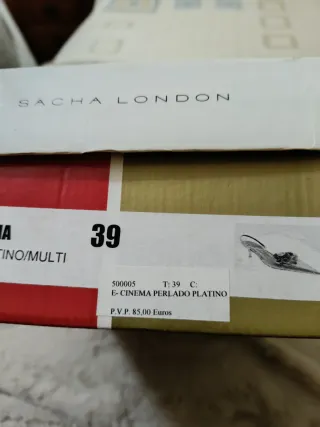 SACHA LONDON
39
TINO/MULTI
500005 T: 39 C:
E- CINEMA PERLADO PLATINO
P.V.P. 85,00 Euros